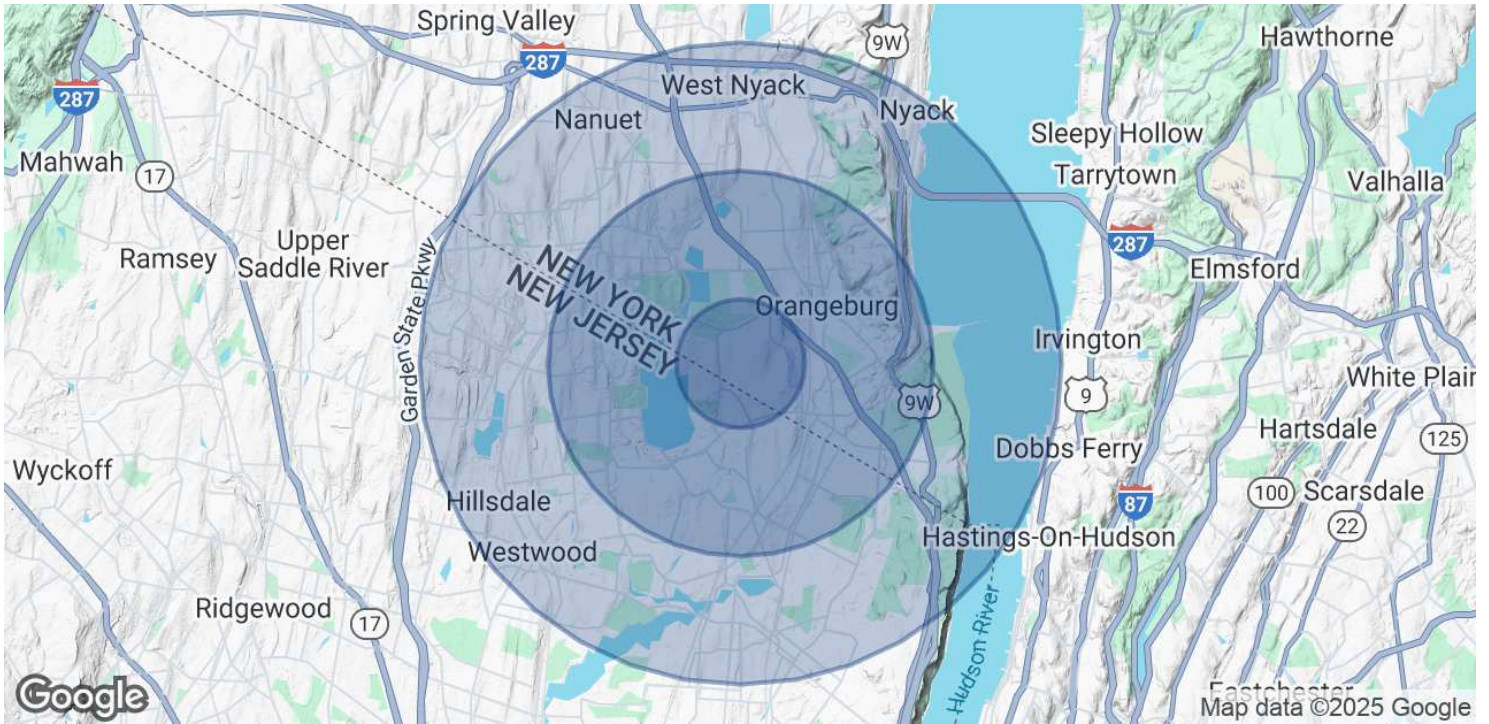 Spring Valley
9W
Hawthorne
287
287
West Nyack
Nanuet
Nyack
Sleepy Hollow
Tarrytown
Mahwah
17
Valhalla
Upper
Saddle River
Ramsey
287
Elmsford
NEW YORK
NEW JERSEY
Orangeburg
Garden State Pkwy
Irvington
White Plain
9
9W
Hartsdale
125
Dobbs Ferry
Wyckoff
Hillsdale
87
100
Scarsdale
22
Westwood
Hastings-On-Hudson
Ridgewood
17
Hudson River
Eastchester
Google
Map data ©2025 Google